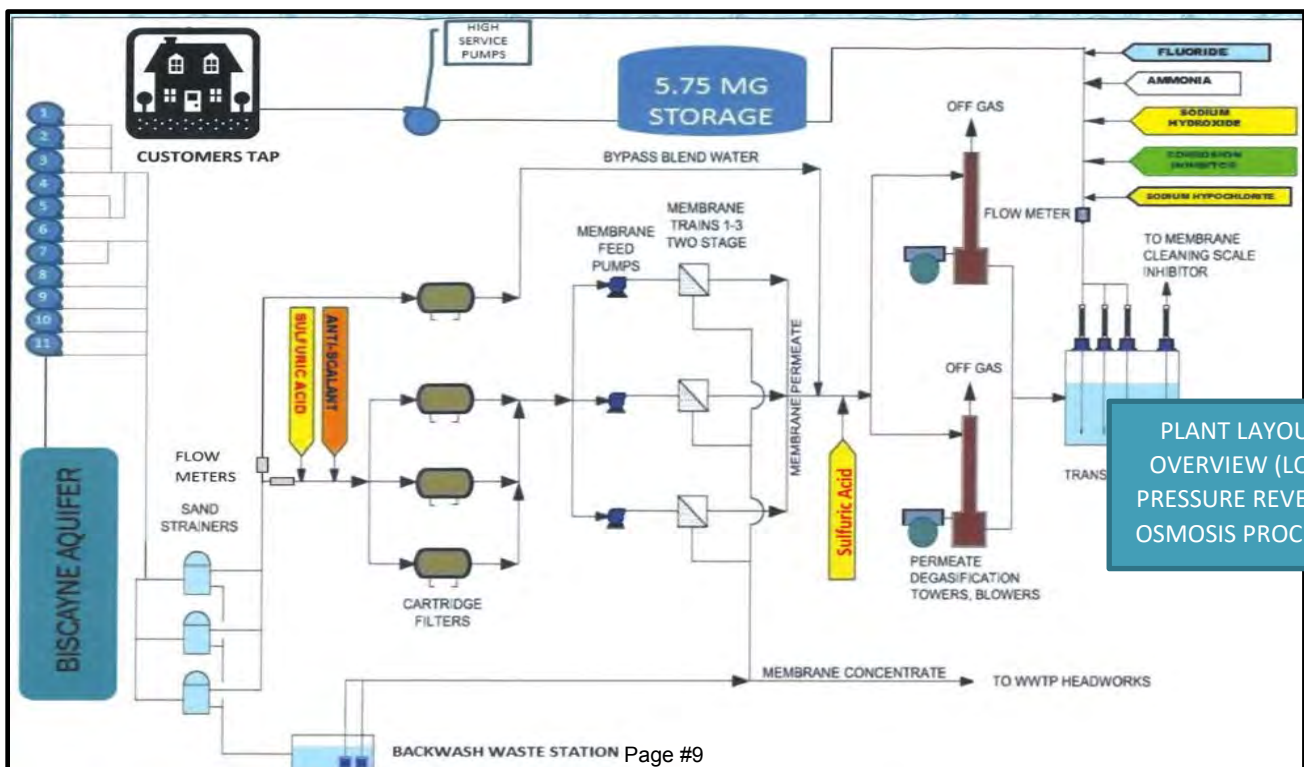 HIGH
SERVICE
PUMPS
FLUORIDE
AMMONIA
SODIUM
HYDROXIDE
CORROSION
INHIBITOR
SODIUM HYPOCHLORITE
5.75 MG
STORAGE
OFF GAS
1
2
3
4
5
6
7
8
9
10
11
CUSTOMERS TAP
BYPASS BLEND WATER
FLOW METER
MEMBRANE
TRAINS 1-3
TWO STAGE
MEMBRANE
FEED
PUMPS
TO MEMBRANE
CLEANING SCALE
INHIBITOR
SULFURIC ACID
ANTI-SCALANT
MEMBRANE PERMEATE
OFF GAS
FLOW
METERS
SAND
STRAINERS
BISCAYNE AQUIFER
Sulfuric Acid
TRANS
PLANT LAYOU
OVERVIEW (LO
PRESSURE REVE
OSMOSIS PROC
CARTRIDGE
FILTERS
PERMEATE
DEGASIFICATION
TOWERS, BLOWERS
MEMBRANE CONCENTRATE
TO WWTP HEADWORKS
BACKWASH WASTE STATION
Page #9